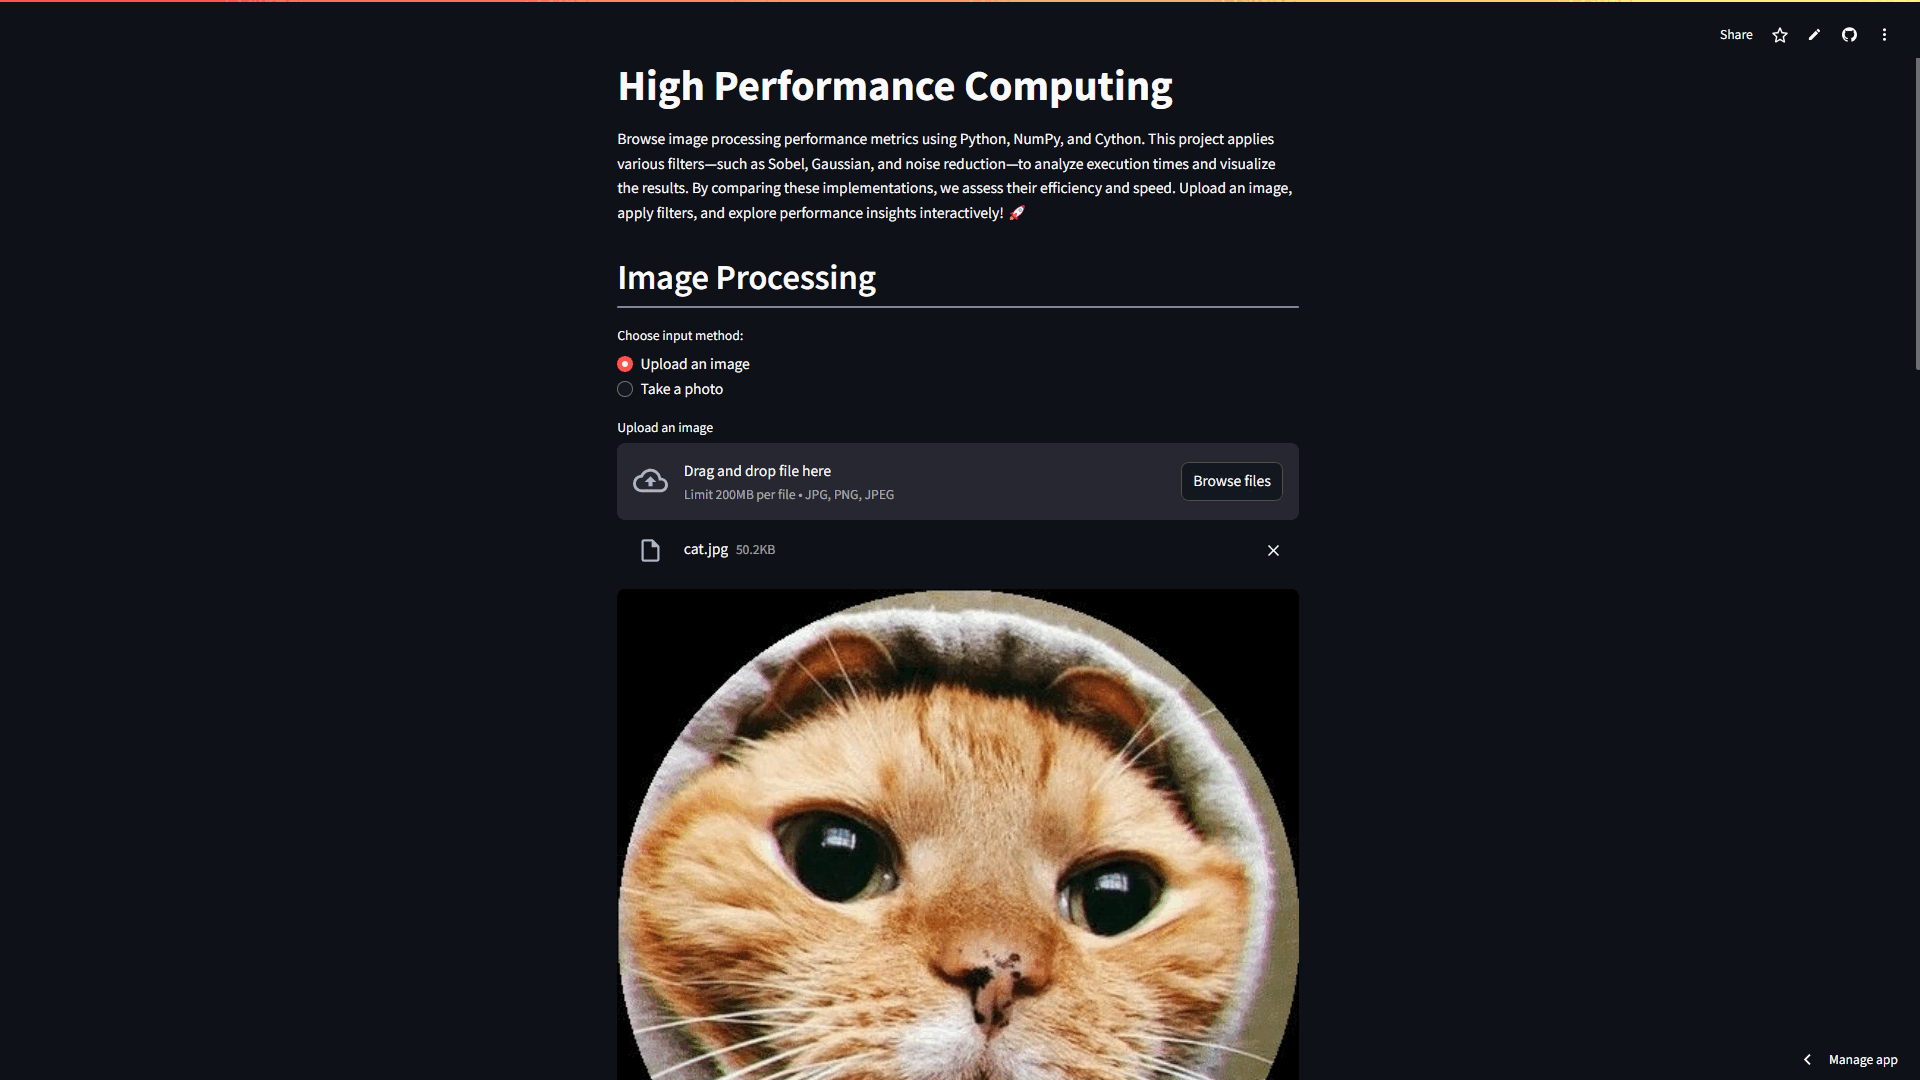 Share
High Performance Computing
Browse image processing performance metrics using Python, NumPy, and Cython. This project applies
various filters—such as Sobel, Gaussian, and noise reduction—to analyze execution times and visualize
the results. By comparing these implementations, we assess their efficiency and speed. Upload an image,
apply filters, and explore performance insights interactively! 🚀
Image Processing
Choose input method:
Upload an image
Take a photo
Upload an image
Drag and drop file here
Limit 200MB per file • JPG, PNG, JPEG
Browse files
cat.jpg 50.2KB
Manage app